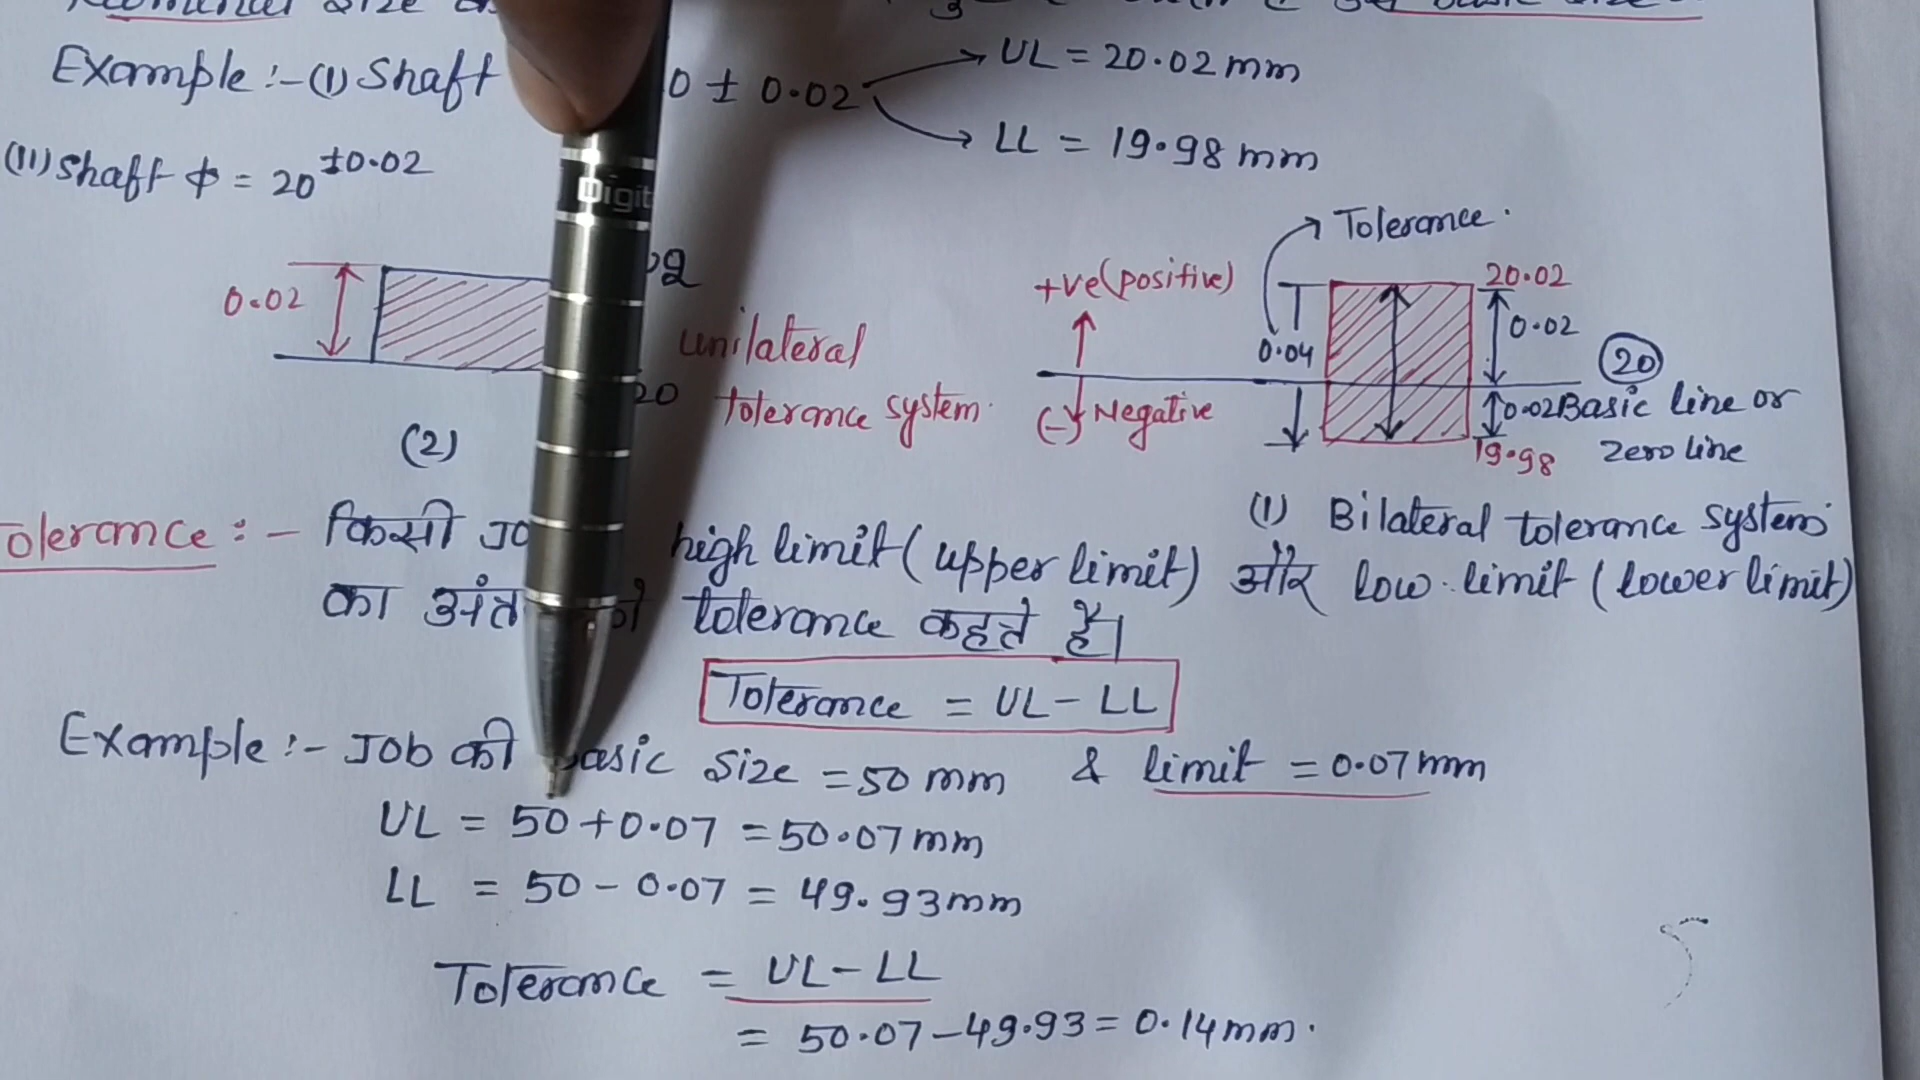 Size
basic size
Example :- (I) Shaft 0 ± 0.02
UL = 20.02 mm
LL = 19.98 mm
(II) Shaft ϕ = 20 ±0.02
Digit
Tolerance.
0.02
+ve (positive)
20.02
0.02
0.04
unilateral
tolerance system.
20
(-) Negative
0.02
Basic line or
zero line
19.98
(2)
(1) Bilateral tolerance system
olerance :- किसी high limit (upper limit) और low limit (lower limit)
का tolerance कहते हैं।
Tolerance = UL - LL
Example :- Job की basic size = 50 mm & limit = 0.07 mm
UL = 50 + 0.07 = 50.07 mm
LL = 50 - 0.07 = 49.93 mm
Tolerance = UL - LL
= 50.07 - 49.93 = 0.14 mm.